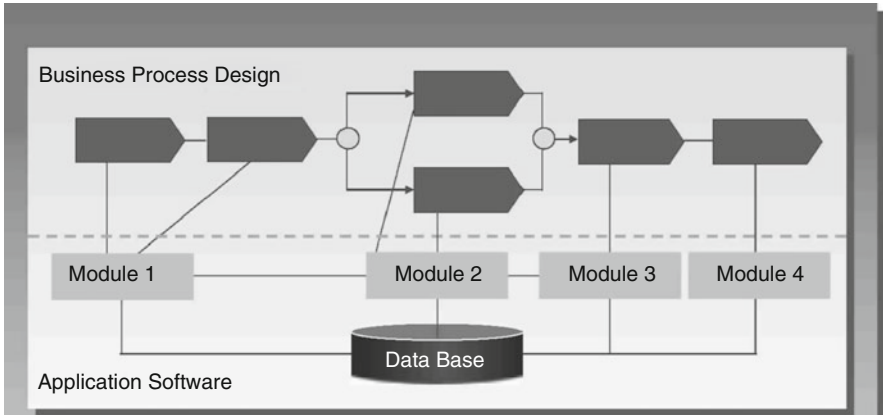 Business Process Design
Module 1
Module 2
Module 3
Module 4
Data Base
Application Software